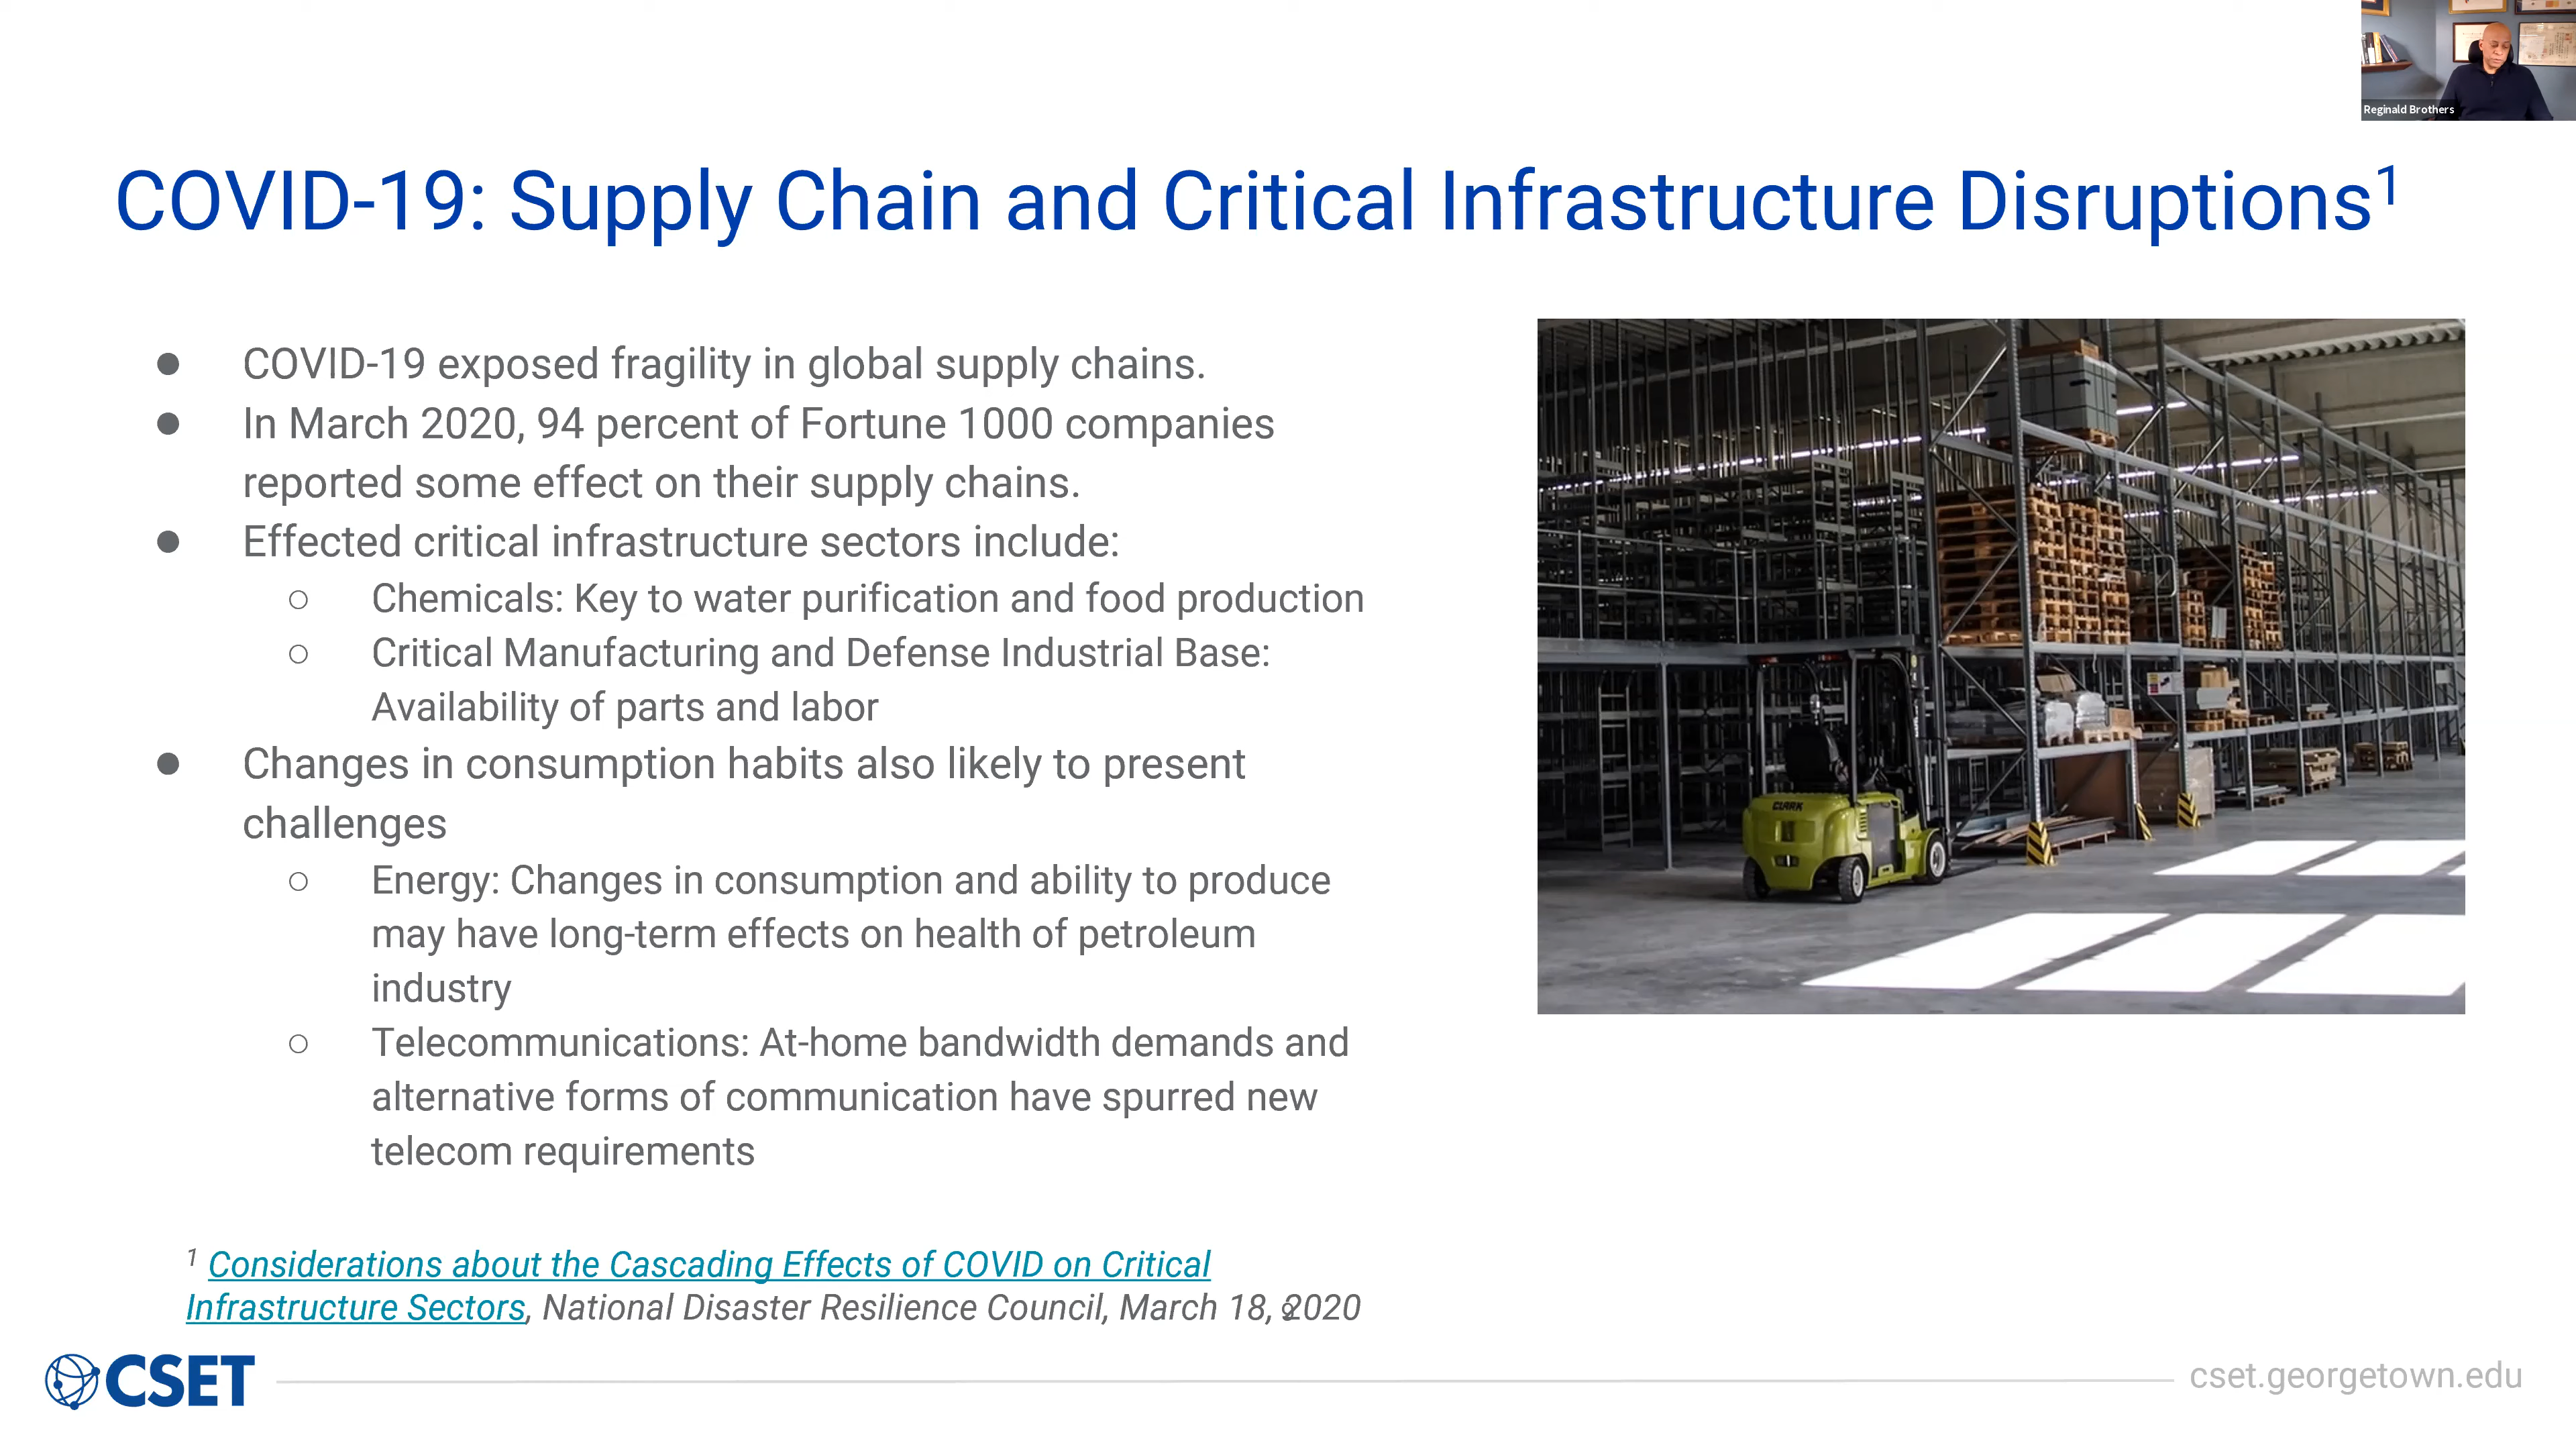 Reginald Brothers
COVID-19: Supply Chain and Critical Infrastructure Disruptions1
● COVID-19 exposed fragility in global supply chains.
● In March 2020, 94 percent of Fortune 1000 companies
reported some effect on their supply chains.
● Effected critical infrastructure sectors include:
○ Chemicals: Key to water purification and food production
○ Critical Manufacturing and Defense Industrial Base:
Availability of parts and labor
● Changes in consumption habits also likely to present
challenges
○ Energy: Changes in consumption and ability to produce
may have long-term effects on health of petroleum
industry
○ Telecommunications: At-home bandwidth demands and
alternative forms of communication have spurred new
telecom requirements
CLARK
1 Considerations about the Cascading Effects of COVID on Critical
Infrastructure Sectors, National Disaster Resilience Council, March 18, 2020
9
CSET
cset.georgetown.edu